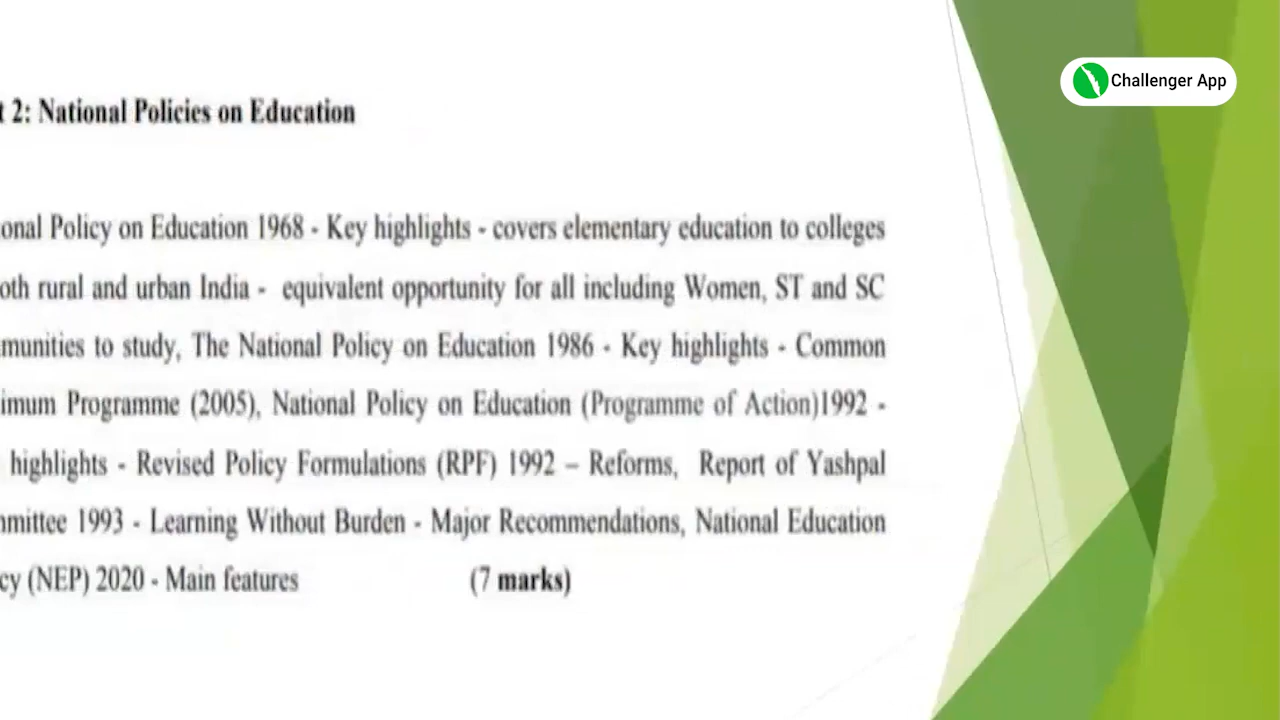 t 2: National Policies on Education
Challenger App
onal Policy on Education 1968 - Key highlights - covers elementary education to colleges
oth rural and urban India - equivalent opportunity for all including Women, ST and SC
munities to study, The National Policy on Education 1986 - Key highlights - Common
imum Programme (2005), National Policy on Education (Programme of Action)1992 -
highlights - Revised Policy Formulations (RPF) 1992 – Reforms, Report of Yashpal
mmittee 1993 - Learning Without Burden - Major Recommendations, National Education
cy (NEP) 2020 - Main features (7 marks)